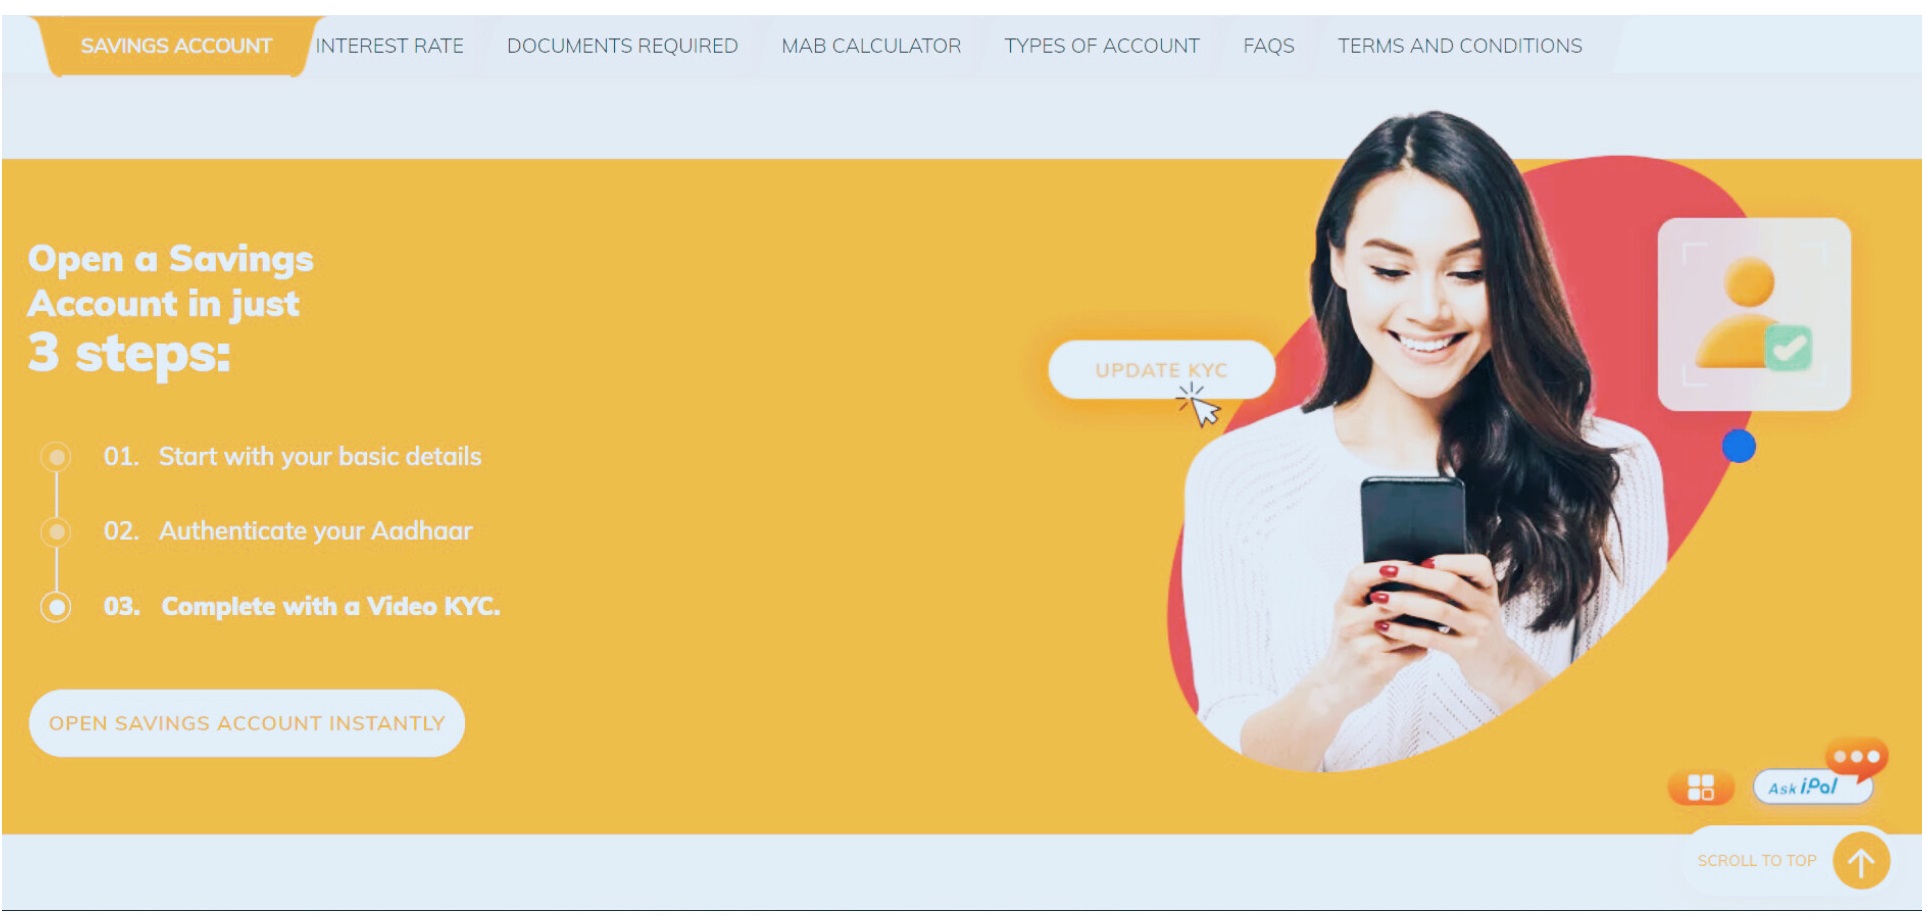 SAVINGS ACCOUNT INTEREST RATE DOCUMENTS REQUIRED MAB CALCULATOR TYPES OF ACCOUNT FAQS TERMS AND CONDITIONS
Open a Savings
Account in just
3 steps:
UPDATE KYC
01. Start with your basic details
02. Authenticate your Aadhaar
03. Complete with a Video KYC.
OPEN SAVINGS ACCOUNT INSTANTLY
Ask iPal
SCROLL TO TOP